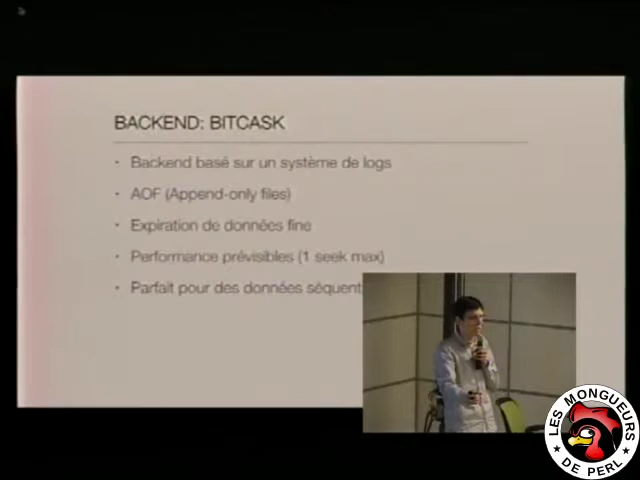 BACKEND: BITCASK
• Backend basé sur un système de logs
• AOF (Append-only files)
• Expiration de données fine
• Performance prévisibles (1 seek max)
• Parfait pour des données séquent
LES MONGUEURS
★ DE PERL ★